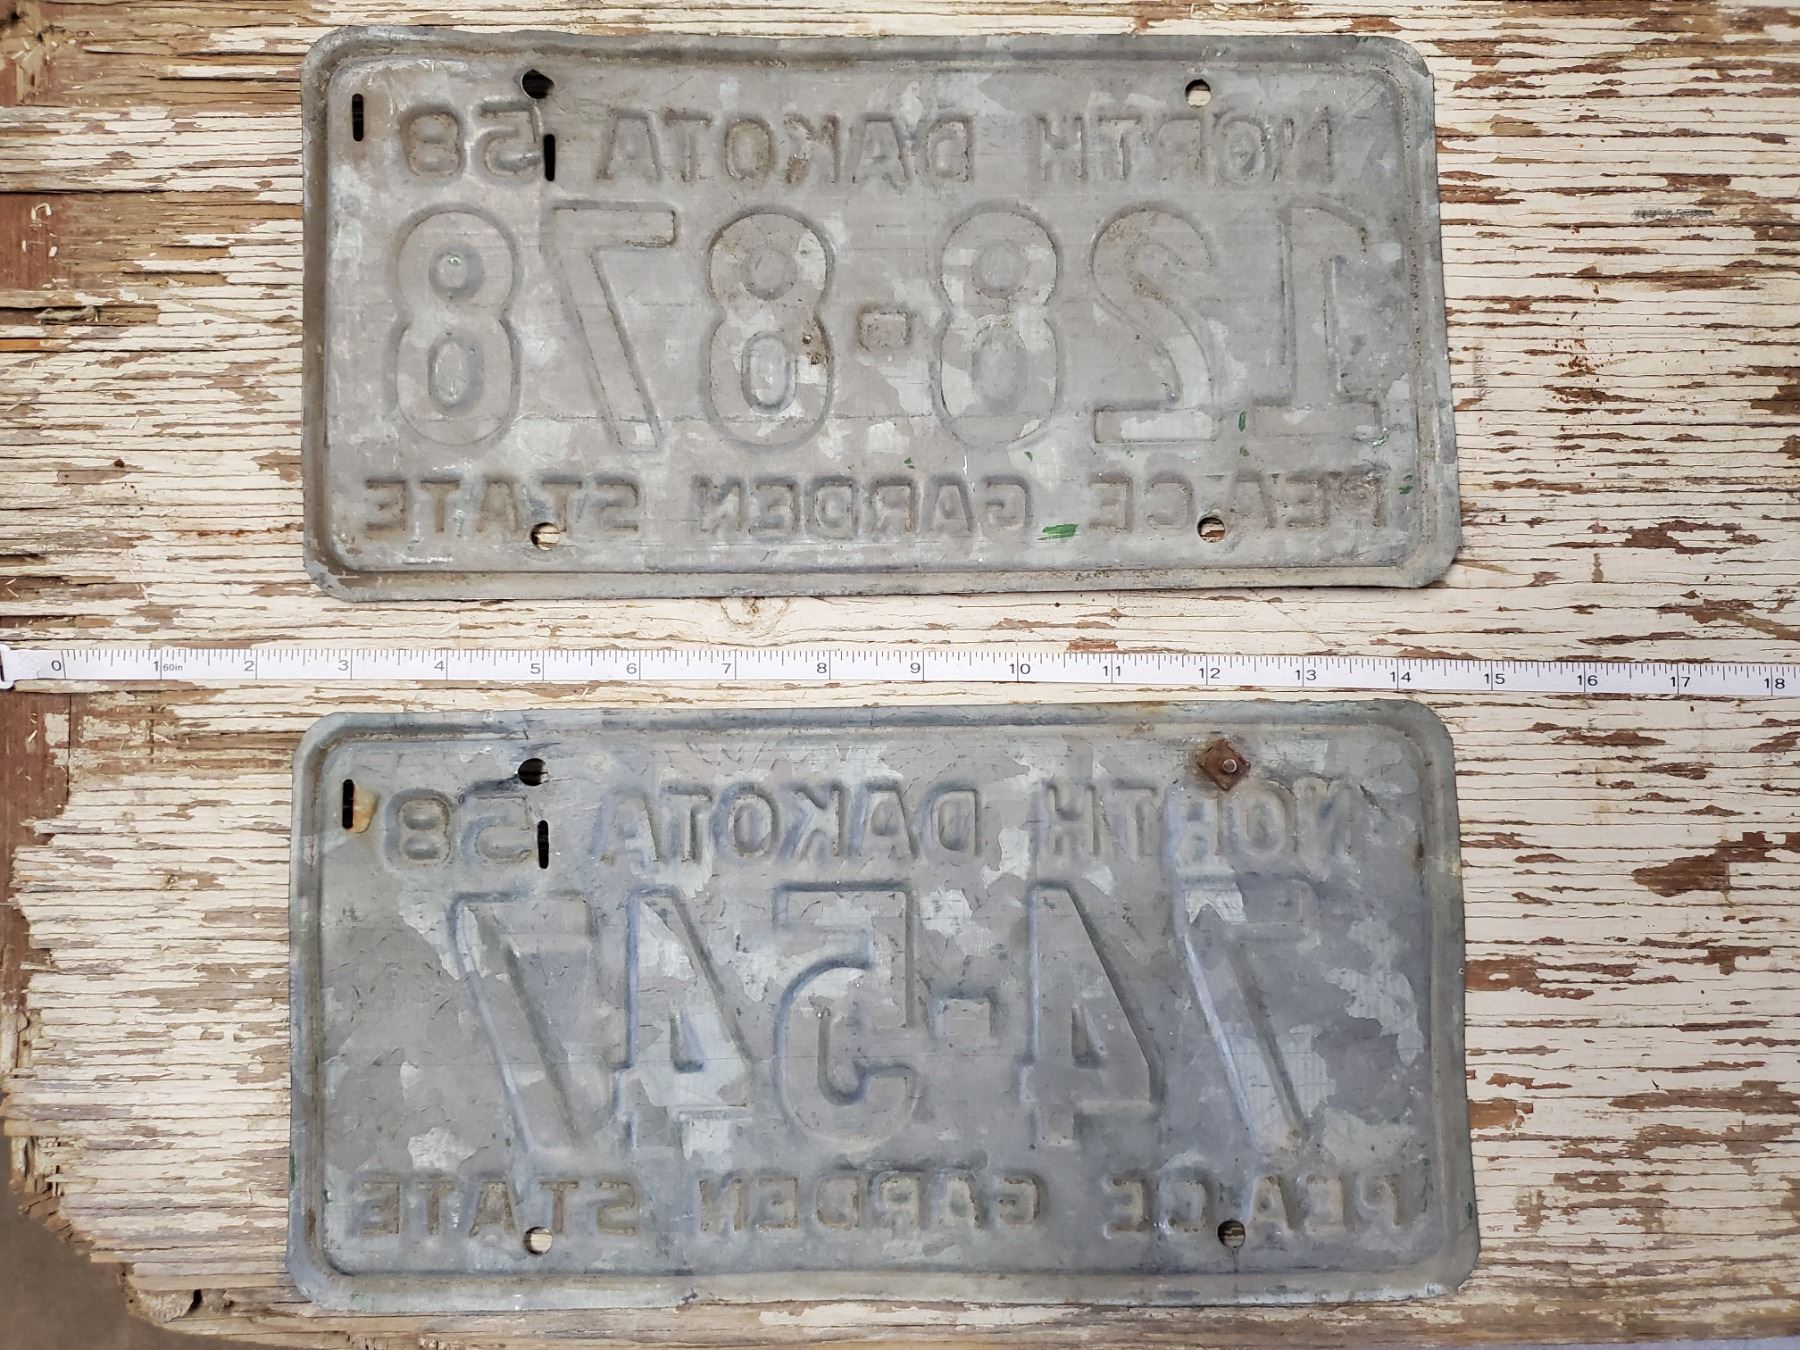 NORTH DAKOTA 58
128-878
PEACE GARDEN STATE
0 1 60in 2 3 4 5 6 7 8 9 10 11 12 13 14 15 16 17 18
NORTH DAKOTA 58
74-547
PEACE GARDEN STATE